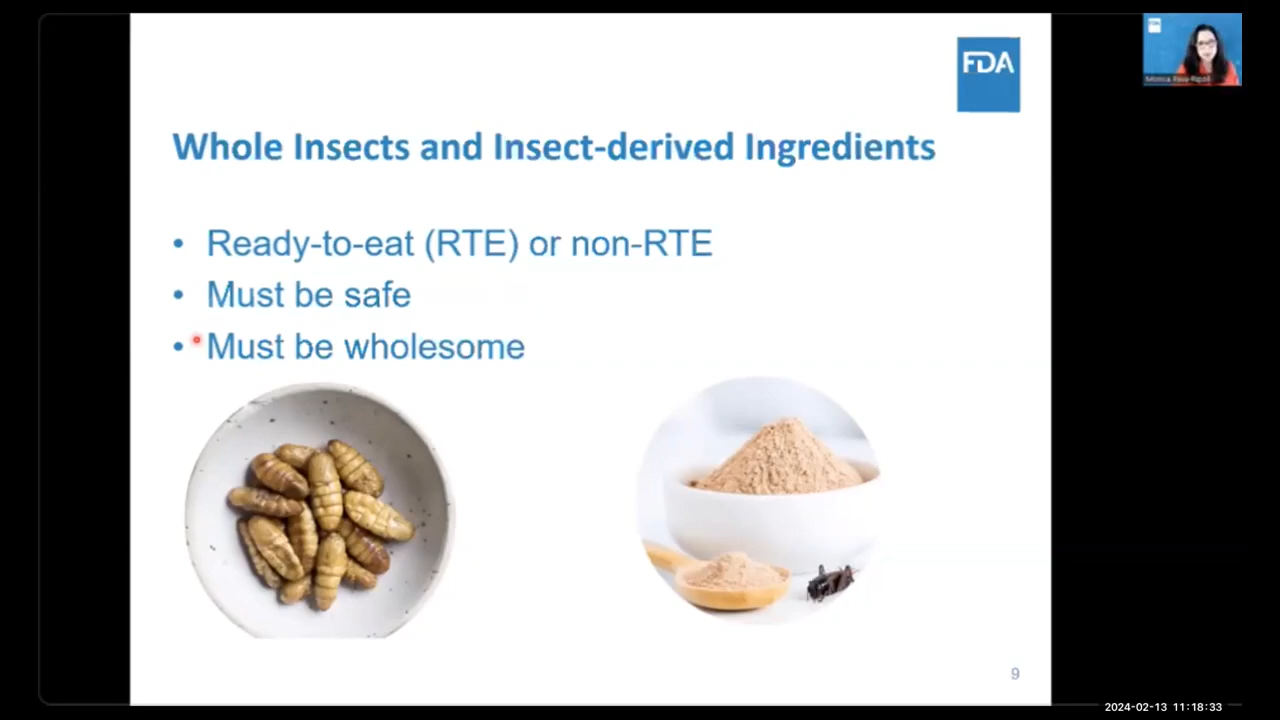 FDA
Whole Insects and Insect-derived Ingredients
• Ready-to-eat (RTE) or non-RTE
• Must be safe
• Must be wholesome
9
2024-02-13 11:18:33